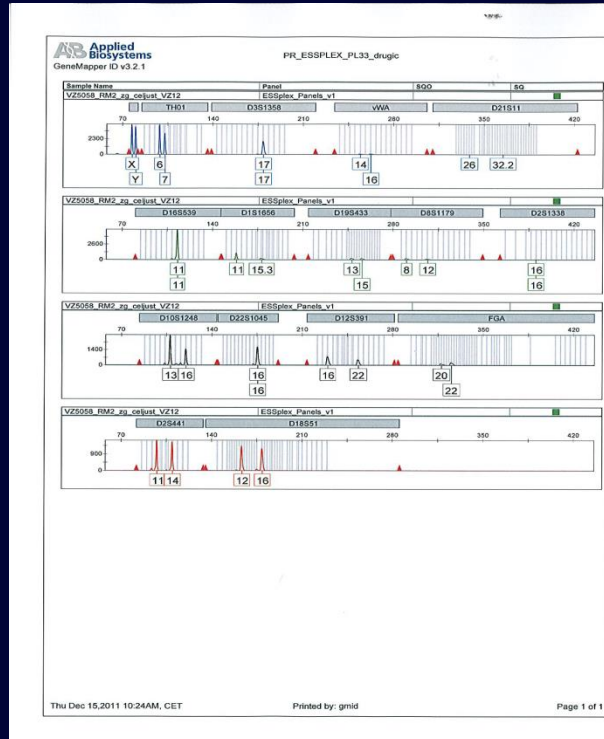 Applied
Biosystems
GeneMapper ID v3.2.1
PR_ESSPLEX_PL33_drugic
Sample Name Panel SQO SQ
VZ5058_RM2_zg_celjust_VZ12 ESSplex_Panels_v1
TH01 D3S1358 vWA D21S11
70 140 210 280 350 420
2300
0
X 6 17 14 26 32.2
Y 7 17 16
VZ5058_RM2_zg_celjust_VZ12 ESSplex_Panels_v1
D16S539 D1S1656 D19S433 D8S1179 D2S1338
70 140 210 280 350 420
2600
0
11 11 15.3 13 8 12 16
11 15 16
VZ5058_RM2_zg_celjust_VZ12 ESSplex_Panels_v1
D10S1248 D22S1045 D12S391 FGA
70 140 210 280 350 420
1400
0
13 16 16 16 22 20
16 22
VZ5058_RM2_zg_celjust_VZ12 ESSplex_Panels_v1
D2S441 D18S51
70 140 210 280 350 420
900
0
11 14 12 16
Thu Dec 15,2011 10:24AM, CET Printed by: gmid Page 1 of 1